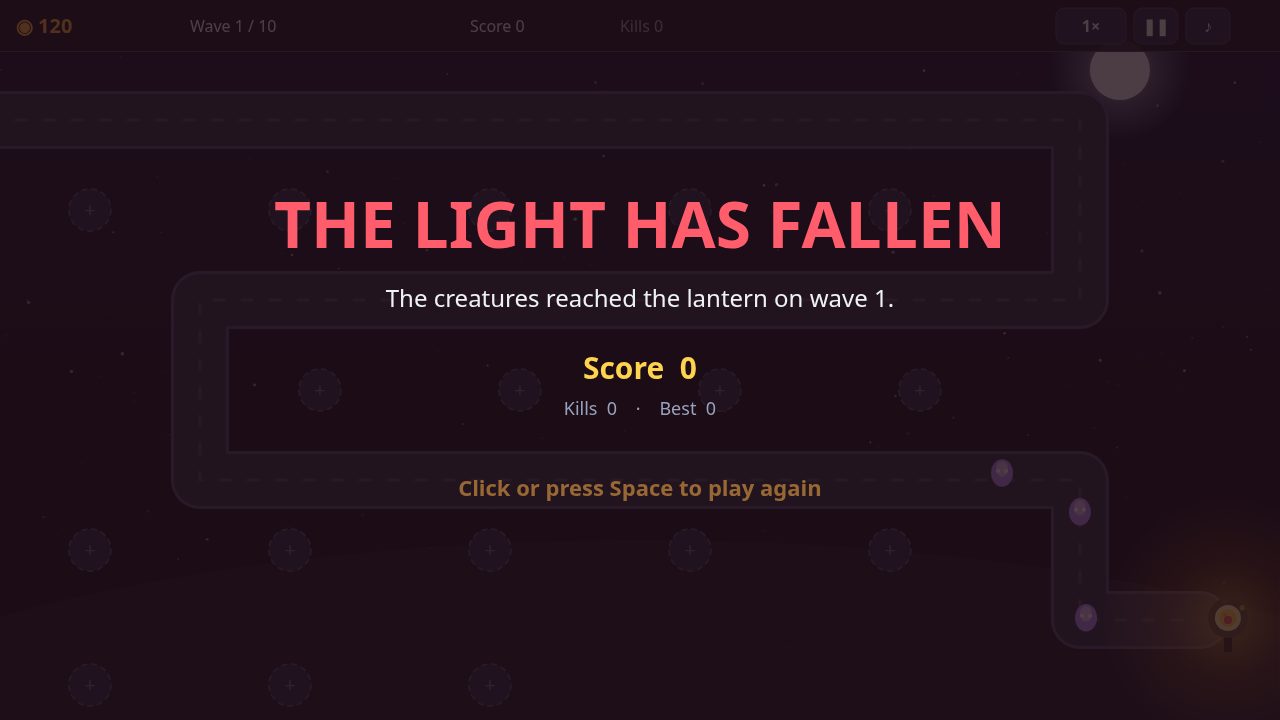 ◉ 120 Wave 1 / 10 Score 0 Kills 0 1× ❚❚ ♪
THE LIGHT HAS FALLEN
The creatures reached the lantern on wave 1.
Score 0
Kills 0 · Best 0
Click or press Space to play again